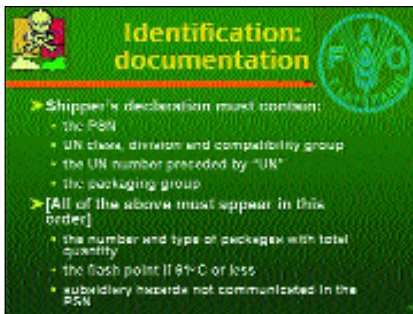 Identification:
documentation
F A O
➤Shipper's declaration must contain:
• the PSN
• UN class, division and compatibility group
• the UN number preceded by "UN"
• the packaging group
➤[All of the above must appear in this
order]
• the number and type of packages with total
quantity
• the flash point if 61°C or less
• subsidiary hazards not communicated in the
PSN